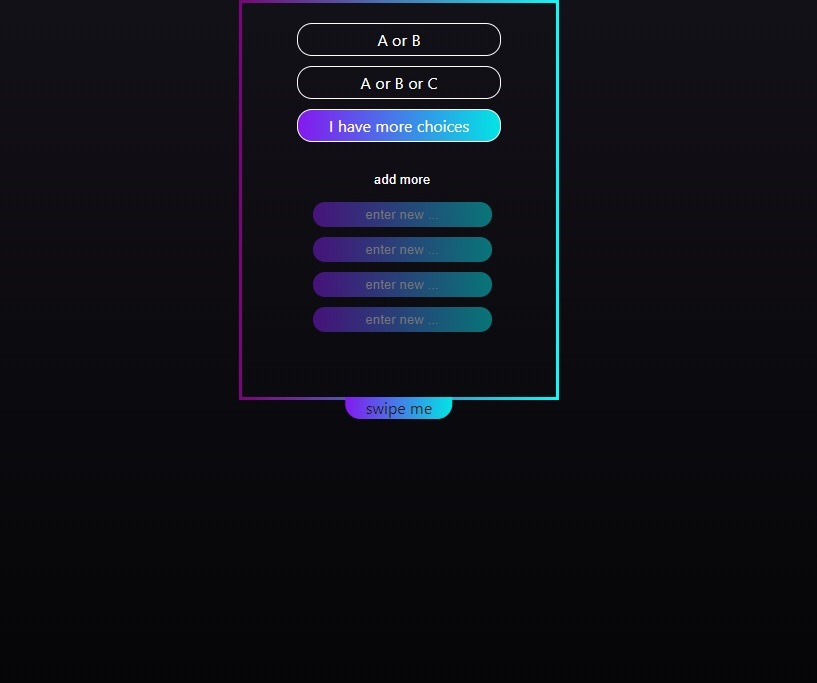 A or B
A or B or C
I have more choices
add more
enter new ...
enter new ...
enter new ...
enter new ...
swipe me